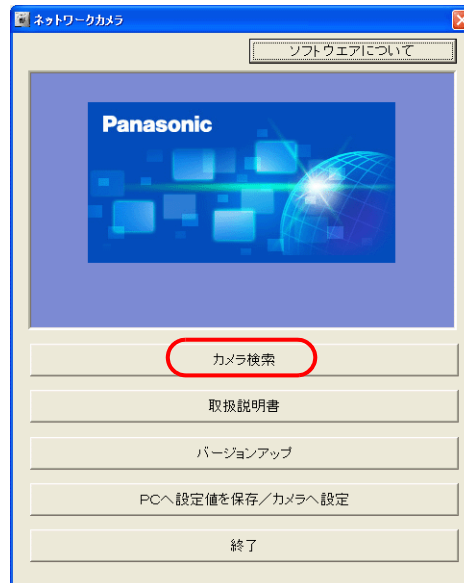 ネットワークカメラ
ソフトウエアについて
Panasonic
カメラ検索
取扱説明書
バージョンアップ
PCへ設定値を保存／カメラへ設定
終了